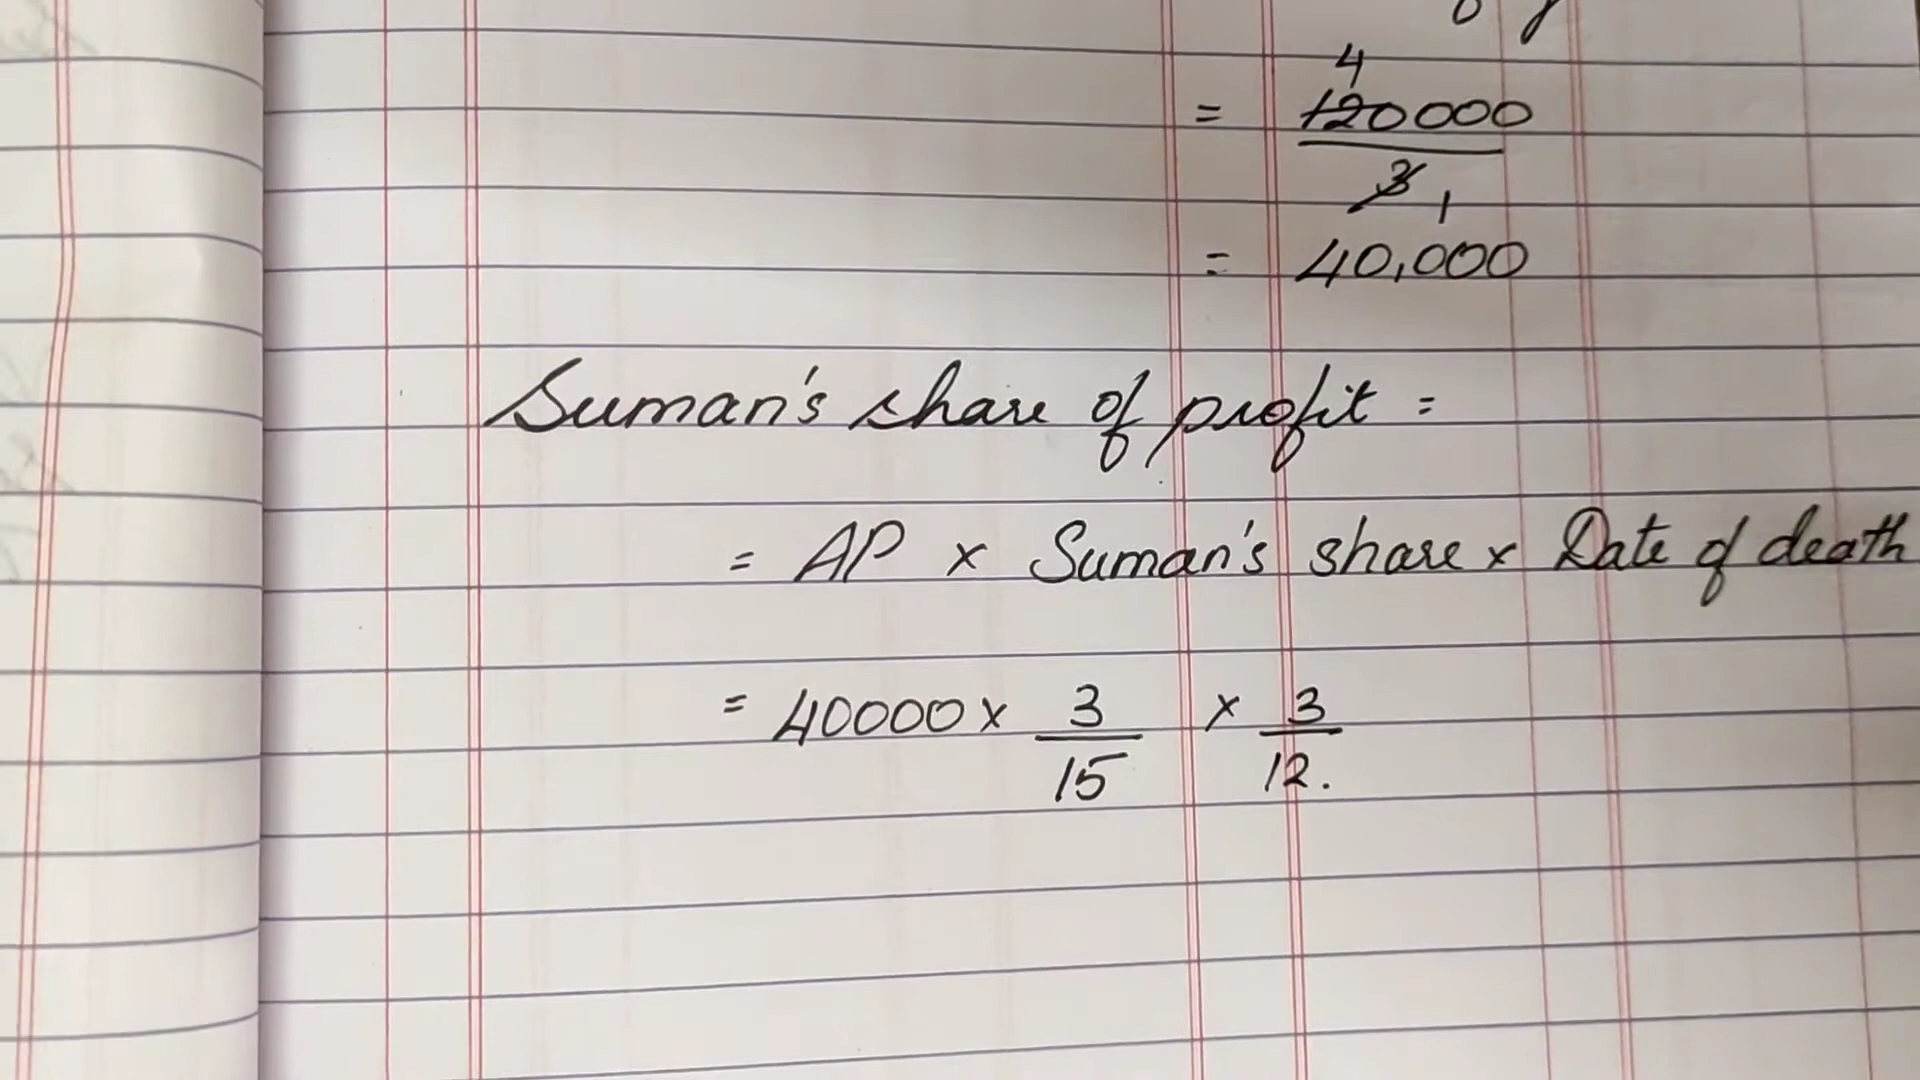 4
= 120000
3 1
= 40,000
Suman's share of profit =
= AP x Suman's share x Date of death
= 40000 x 3/15 x 3/12.